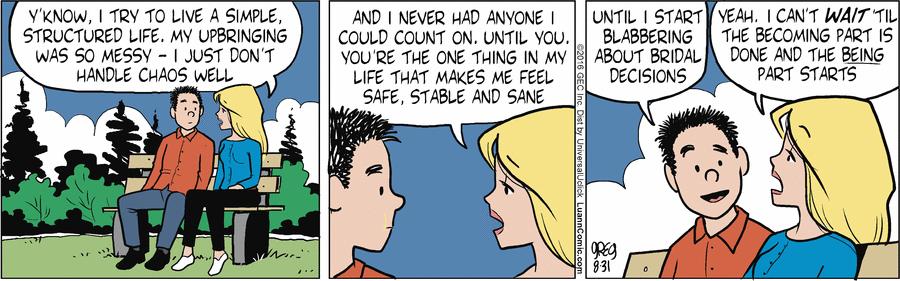 Y'KNOW, I TRY TO LIVE A SIMPLE,
STRUCTURED LIFE. MY UPBRINGING
WAS SO MESSY – I JUST DON'T
HANDLE CHAOS WELL
AND I NEVER HAD ANYONE I
COULD COUNT ON. UNTIL YOU.
YOU'RE THE ONE THING IN MY
LIFE THAT MAKES ME FEEL
SAFE, STABLE AND SANE
©2016 GEC Inc. Dist by UniversalUclick LuannComic.com
UNTIL I START
BLABBERING
ABOUT BRIDAL
DECISIONS
YEAH. I CAN'T WAIT 'TIL
THE BECOMING PART IS
DONE AND THE BEING
PART STARTS
GREG
8·31